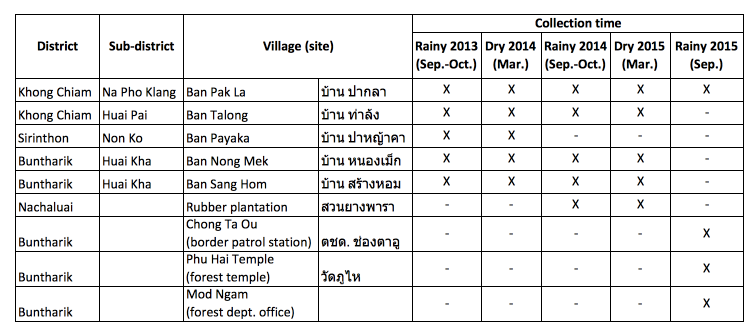 Collection time
District Sub-district Village (site) Rainy 2013 (Sep.-Oct.) Dry 2014 (Mar.) Rainy 2014 (Sep.-Oct.) Dry 2015 (Mar.) Rainy 2015 (Sep.)
Khong Chiam Na Pho Klang Ban Pak La บ้าน ปากลา X X X X X
Khong Chiam Huai Pai Ban Talong บ้าน ท่าล้ง X X X X -
Sirinthon Non Ko Ban Payaka บ้าน ป่าหญ้าคา X X - - -
Buntharik Huai Kha Ban Nong Mek บ้าน หนองเม็ก X X X X -
Buntharik Huai Kha Ban Sang Hom บ้าน สร้างหอม X X X X -
Nachaluai Rubber plantation สวนยางพารา - - X X -
Buntharik Chong Ta Ou (border patrol station) ตชด. ช่องตาอู - - - - X
Buntharik Phu Hai Temple (forest temple) วัดภูไห - - - - X
Buntharik Mod Ngam (forest dept. office) - - - - X